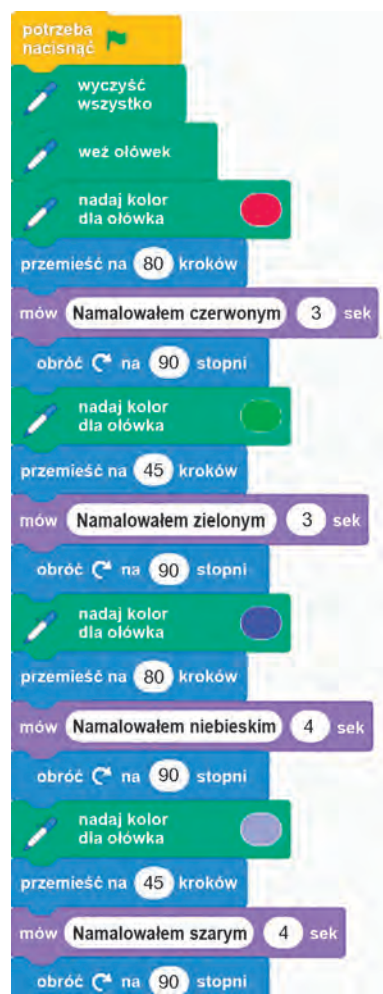 potrzeba
nacisnąć
wyczyść
wszystko
weź ołówek
nadaj kolor
dla ołówka
przemieść na 80 kroków
mów Namalowałem czerwonym 3 sek
obróć na 90 stopni
nadaj kolor
dla ołówka
przemieść na 45 kroków
mów Namalowałem zielonym 3 sek
obróć na 90 stopni
nadaj kolor
dla ołówka
przemieść na 80 kroków
mów Namalowałem niebieskim 4 sek
obróć na 90 stopni
nadaj kolor
dla ołówka
przemieść na 45 kroków
mów Namalowałem szarym 4 sek
obróć na 90 stopni